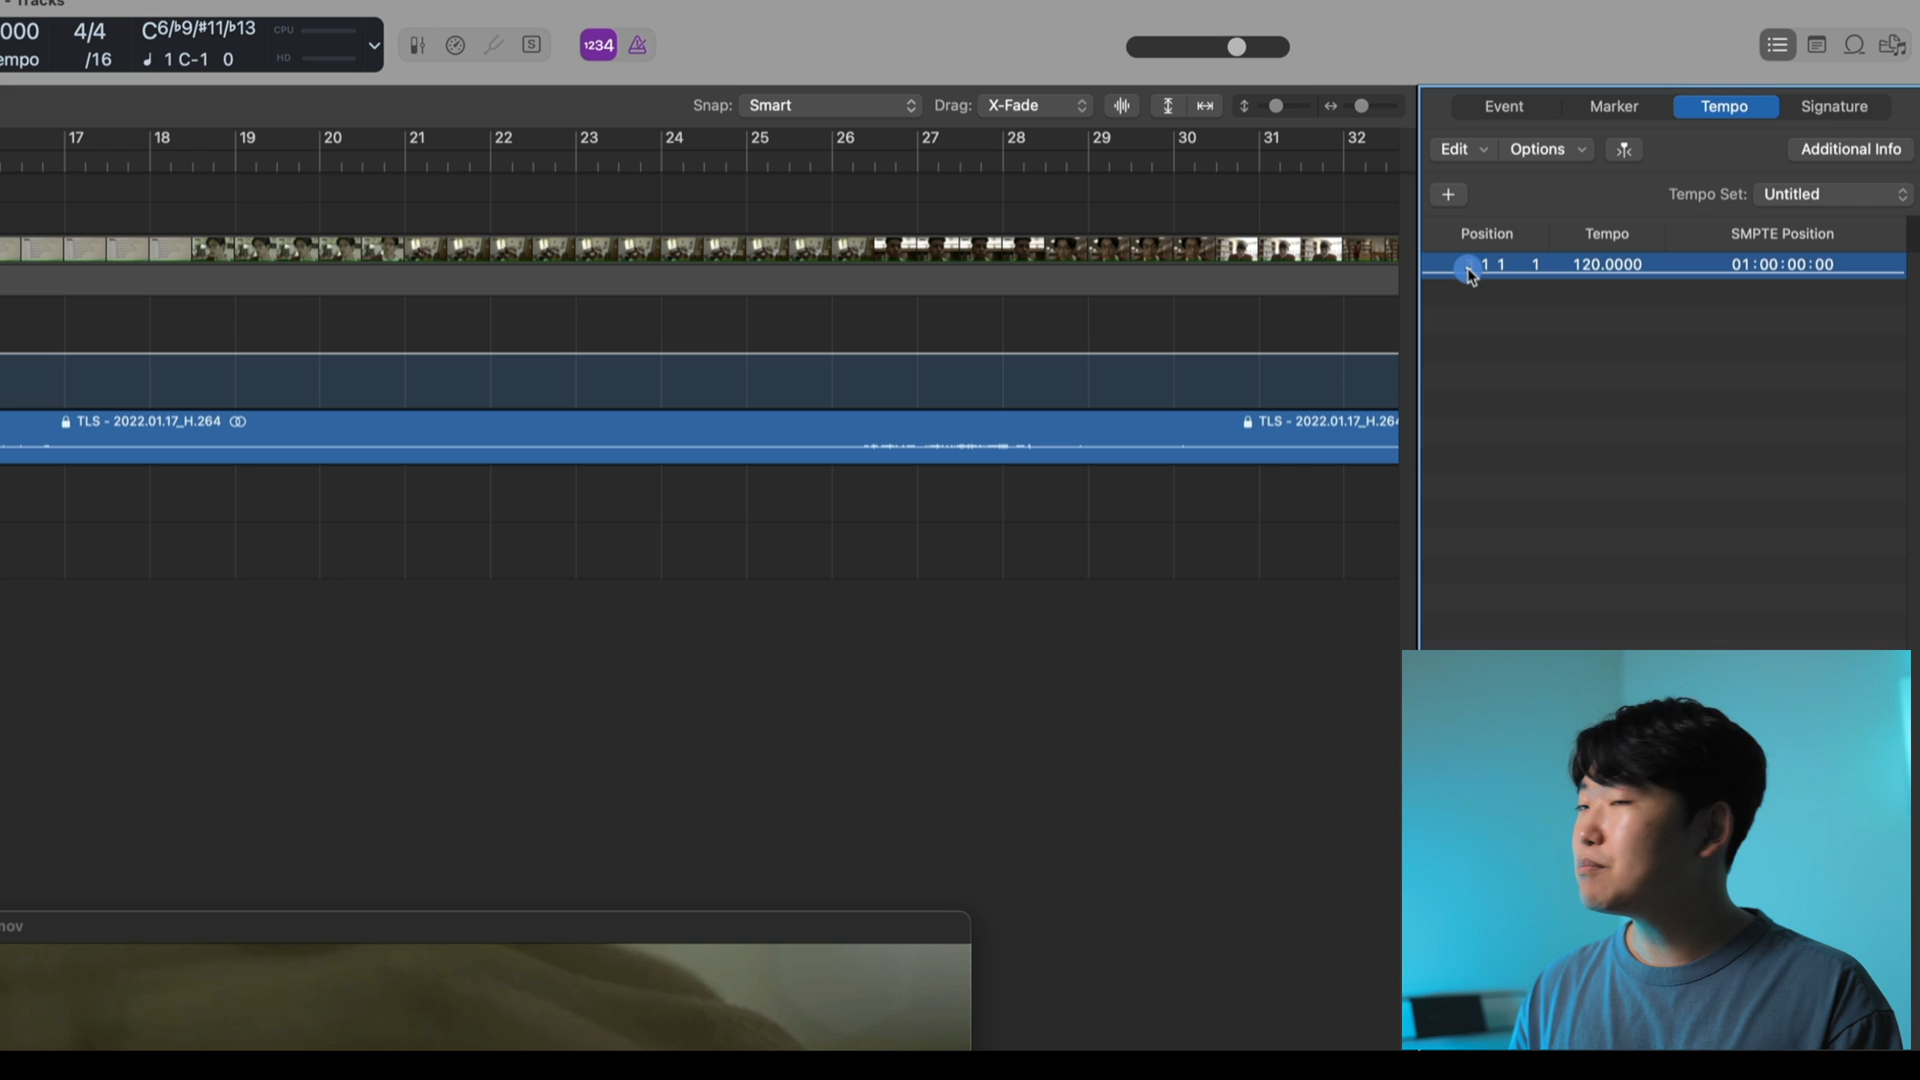 - Tracks
000 4/4 C6/♭9/#11/♭13 CPU
empo /16 1 C-1 0 HD
S
1234
Snap: Smart Drag: X-Fade
Event Marker Tempo Signature
17 18 19 20 21 22 23 24 25 26 27 28 29 30 31 32
Edit Options Additional Info
+ Tempo Set: Untitled
Position Tempo SMPTE Position
1 1 1 120.0000 01:00:00:00
TLS - 2022.01.17_H.264
TLS - 2022.01.17_H.264
nov